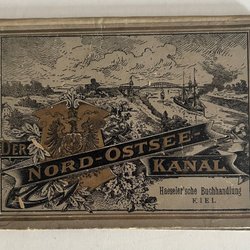 DER
NORD-OSTSEE-
KANAL
Haeseler'sche Buchhandlung
KIEL